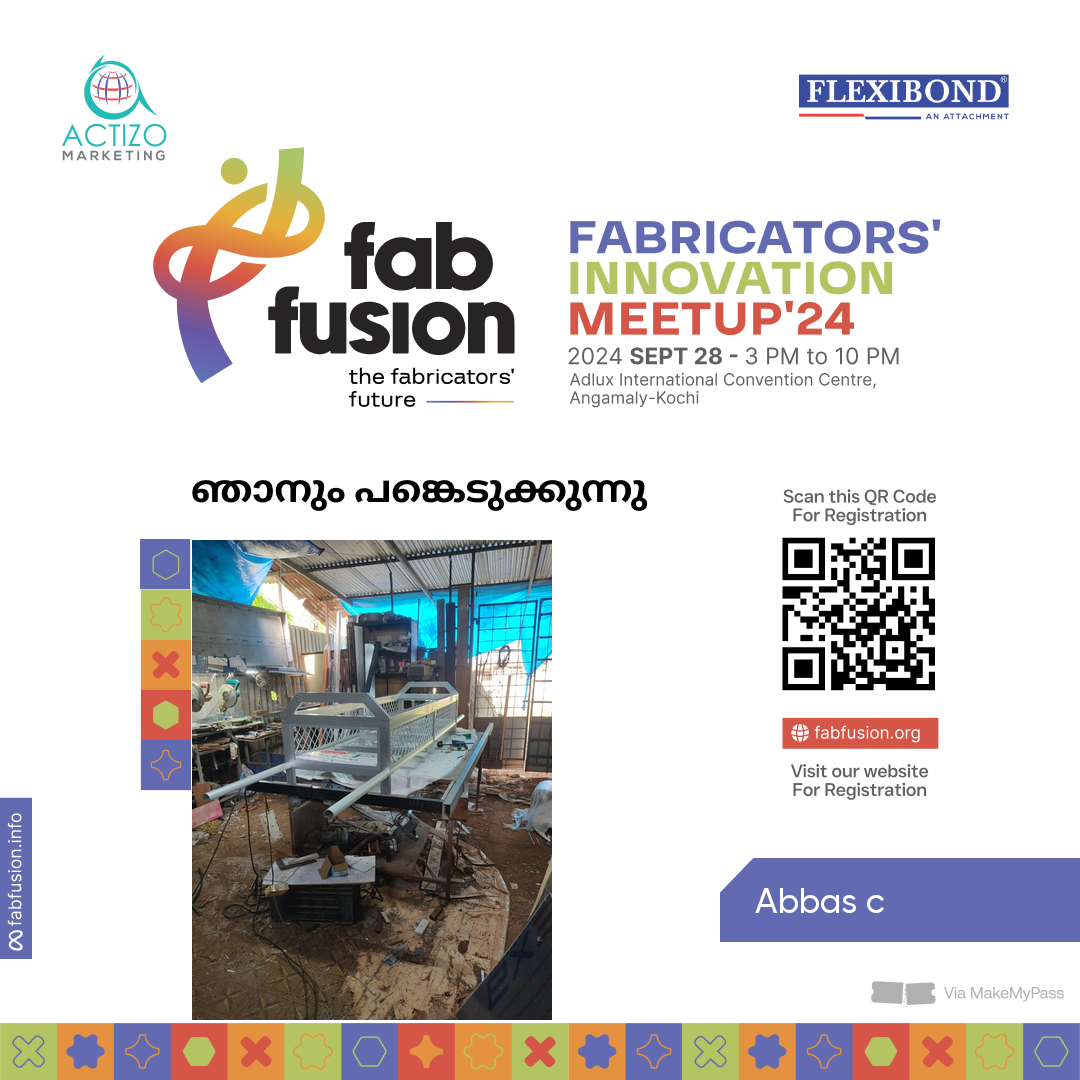 ACTIZO
MARKETING
FLEXIBOND®
AN ATTACHMENT
fab
fusion
the fabricators'
future
FABRICATORS'
INNOVATION
MEETUP'24
2024 SEPT 28 - 3 PM to 10 PM
Adlux International Convention Centre,
Angamaly-Kochi
ഞാനും പങ്കെടുക്കുന്നു
Scan this QR Code
For Registration
fabfusion.org
Visit our website
For Registration
fabfusion.info
Abbas c
Via MakeMyPass